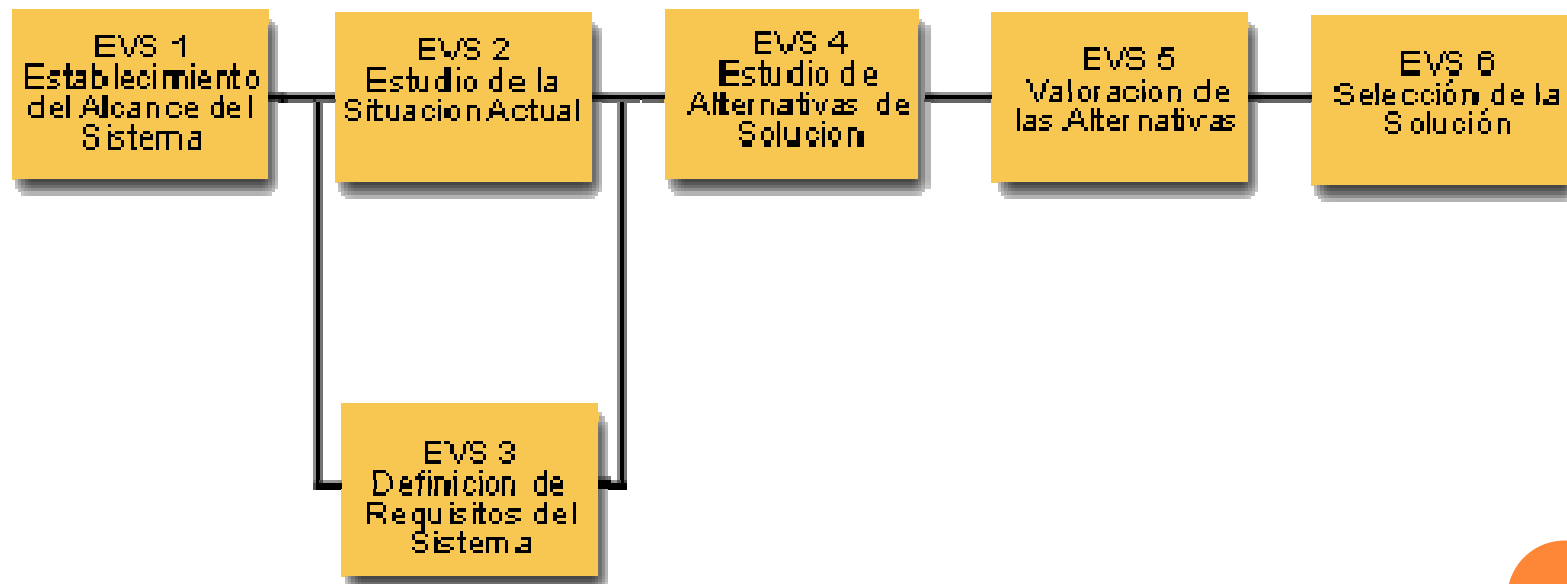 EVS 1
Establecimiento
del Alcance del
Sistema
EVS 2
Estudio de la
Situacion Actual
EVS 4
Estudio de
Alternativas de
Solucion
EVS 5
Valoracion de
las Alternativas
EVS 6
Selección de la
Solución
EVS 3
Definicion de
Requisitos del
Sistema